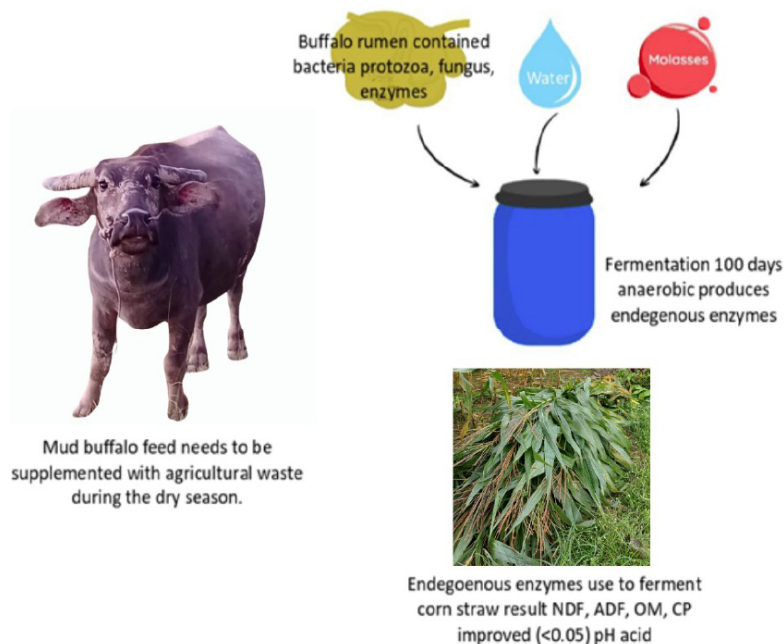 Buffalo rumen contained
bacteria protozoa, fungus,
enzymes
Water
Molasses
Fermentation 100 days
anaerobic produces
endegenous enzymes
Mud buffalo feed needs to be
supplemented with agricultural waste
during the dry season.
Endegoenous enzymes use to ferment
corn straw result NDF, ADF, OM, CP
improved (<0.05) pH acid